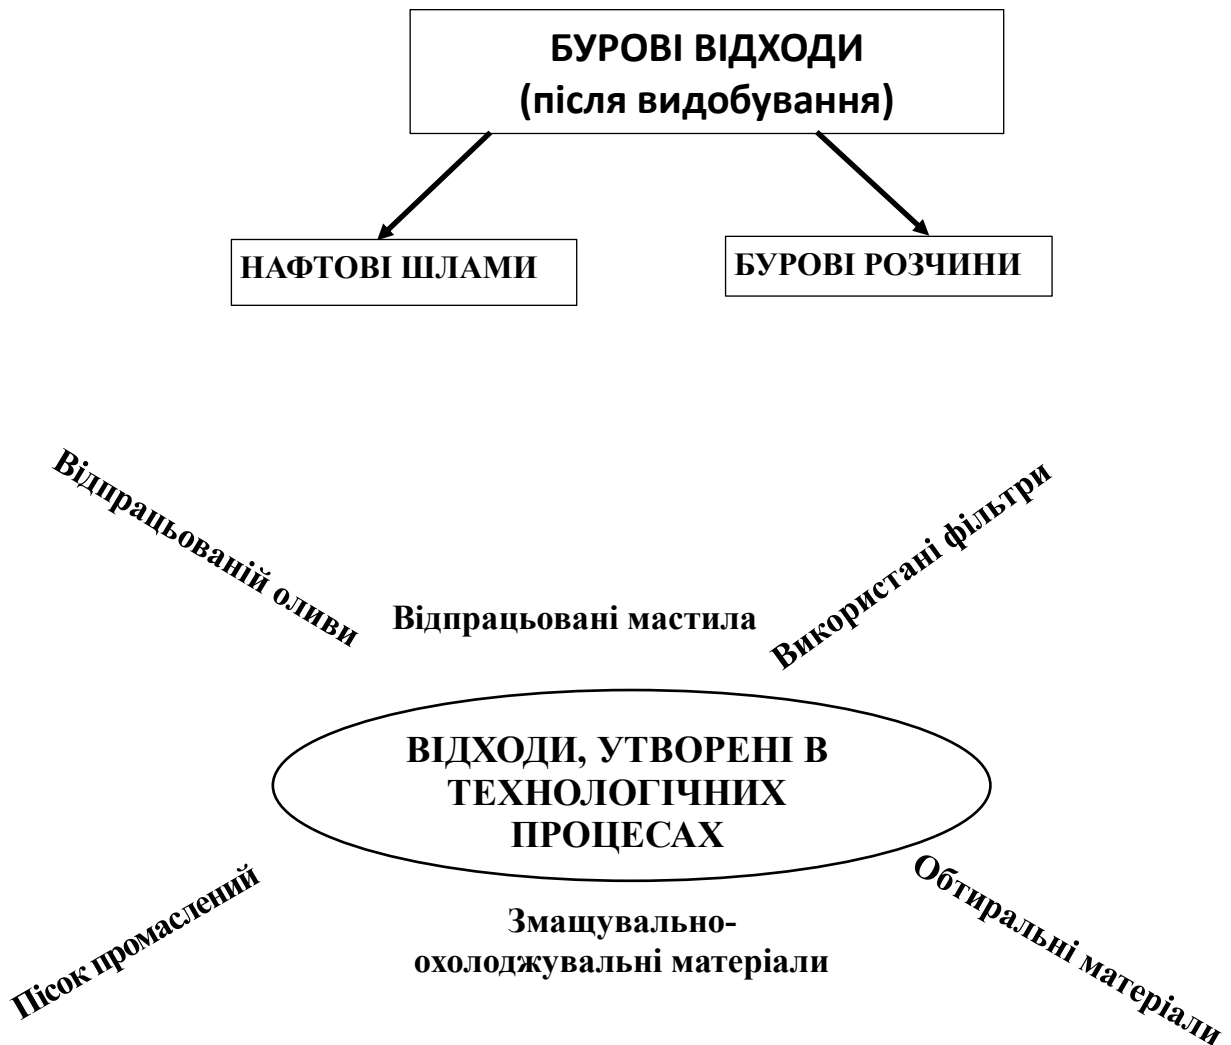 БУРОВІ ВІДХОДИ
(після видобування)
НАФТОВІ ШЛАМИ
БУРОВІ РОЗЧИНИ
Відпрацьованій оливи
Відпрацьовані мастила
Використані фільтри
ВІДХОДИ, УТВОРЕНІ В
ТЕХНОЛОГІЧНИХ
ПРОЦЕСАХ
Пісок промаслений
Змащувально-
охолоджувальні матеріали
Обтиральні матеріали